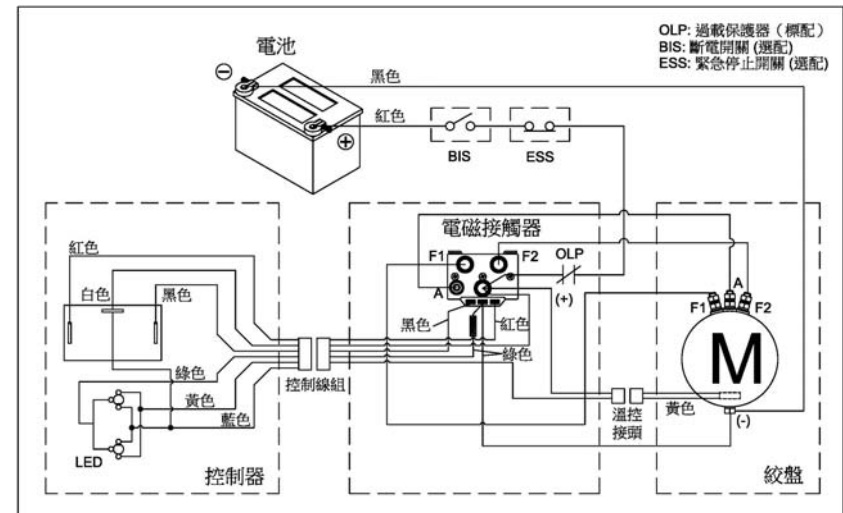 OLP: 過載保護器（標配）
BIS: 斷電開關 (選配)
ESS: 緊急停止開關 (選配)
電池
⊖
黑色
紅色
⊕
BIS
ESS
電磁接觸器
F1
F2
OLP
A
(+)
黑色
紅色
綠色
紅色
白色
黑色
綠色
控制線組
黃色
藍色
LED
控制器
A
F1
F2
M
溫控
接頭
黃色
(-)
絞盤